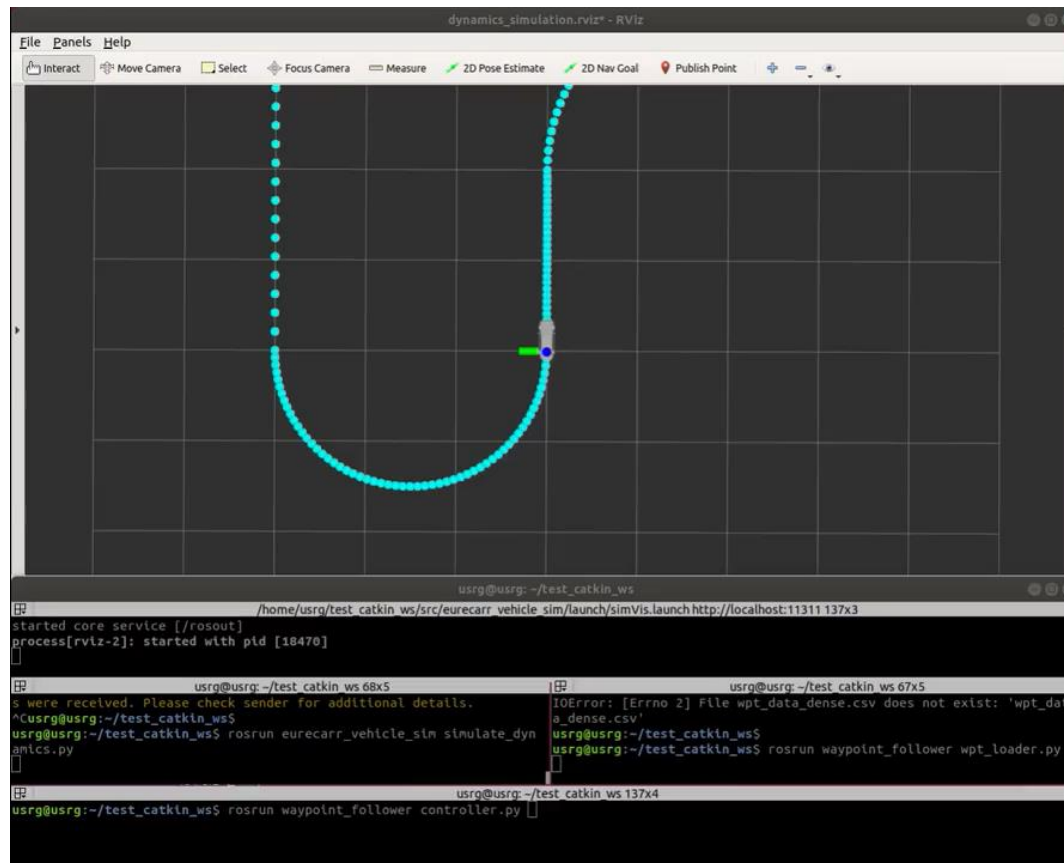 dynamics_simulation.rviz* - RViz
File Panels Help
Interact Move Camera Select Focus Camera Measure 2D Pose Estimate 2D Nav Goal Publish Point
usrg@usrg: ~/test_catkin_ws
/home/usrg/test_catkin_ws/src/eurecarr_vehicle_sim/launch/simVis.launch http://localhost:11311 137x3
started core service [/rosout]
process[rviz-2]: started with pid [18470]
usrg@usrg: ~/test_catkin_ws 68x5
s were received. Please check sender for additional details.
^Cusrg@usrg:~/test_catkin_ws$
usrg@usrg:~/test_catkin_ws$ rosrun eurecarr_vehicle_sim simulate_dyn
amics.py
usrg@usrg: ~/test_catkin_ws 67x5
IOError: [Errno 2] File wpt_data_dense.csv does not exist: 'wpt_dat
a_dense.csv'
usrg@usrg:~/test_catkin_ws$
usrg@usrg:~/test_catkin_ws$ rosrun waypoint_follower wpt_loader.py
usrg@usrg: ~/test_catkin_ws 137x4
usrg@usrg:~/test_catkin_ws$ rosrun waypoint_follower controller.py